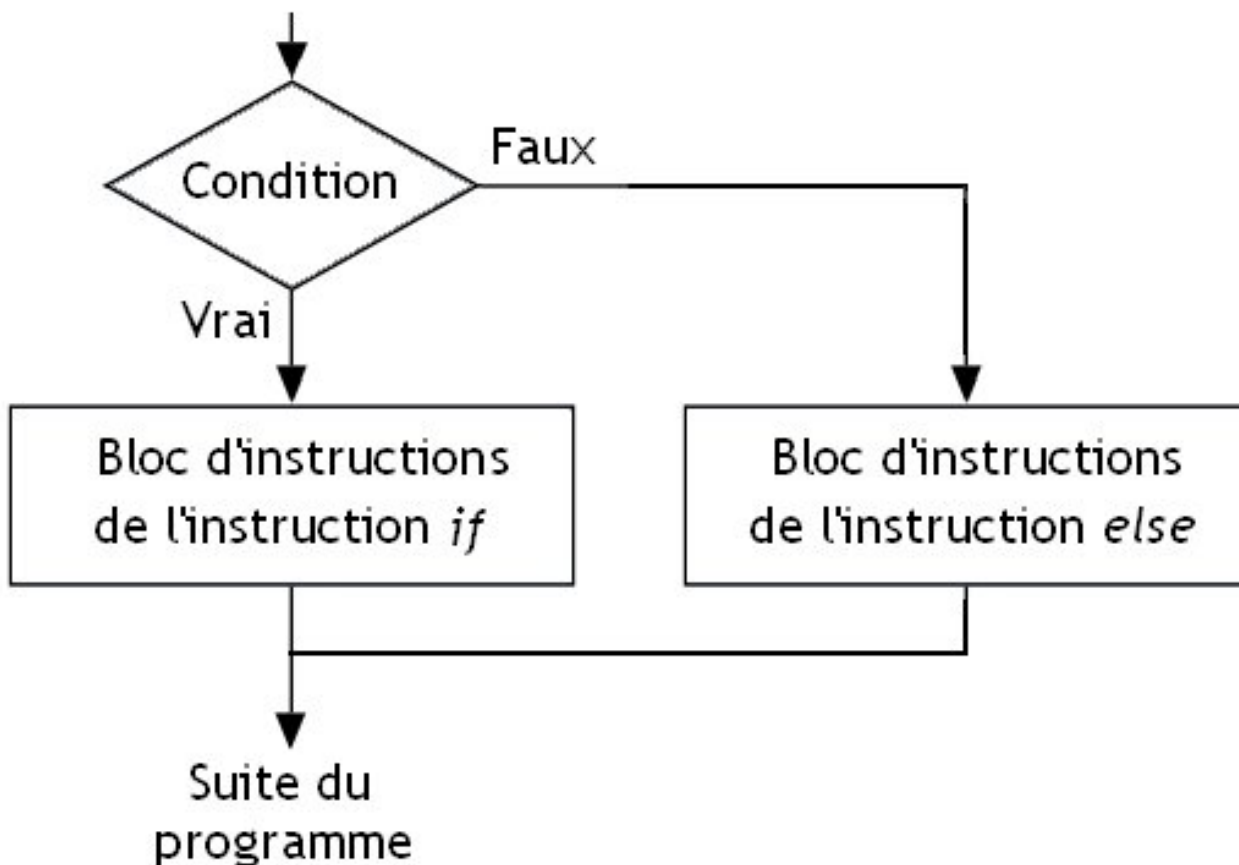 Condition
Faux
Vrai
Bloc d'instructions
de l'instruction if
Bloc d'instructions
de l'instruction else
Suite du
programme